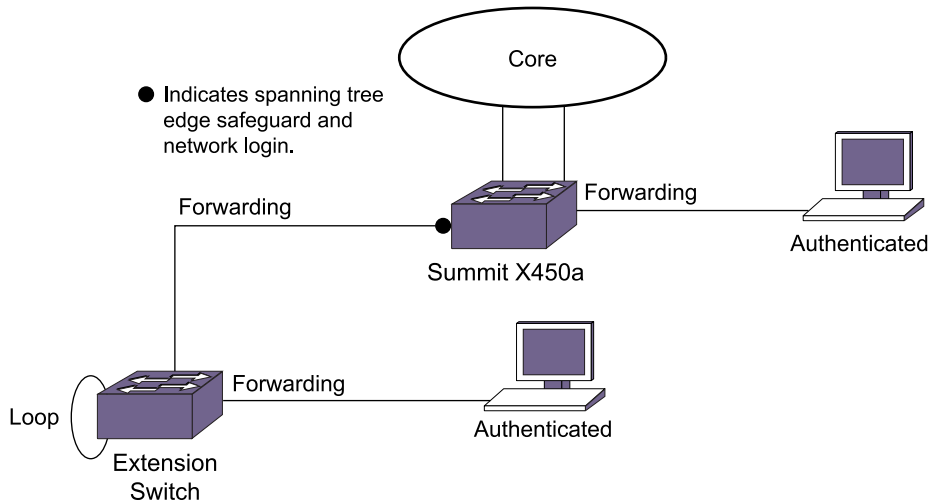 Core
Indicates spanning tree
edge safeguard and
network login.
Forwarding
Forwarding
Authenticated
Summit X450a
Forwarding
Loop
Authenticated
Extension
Switch